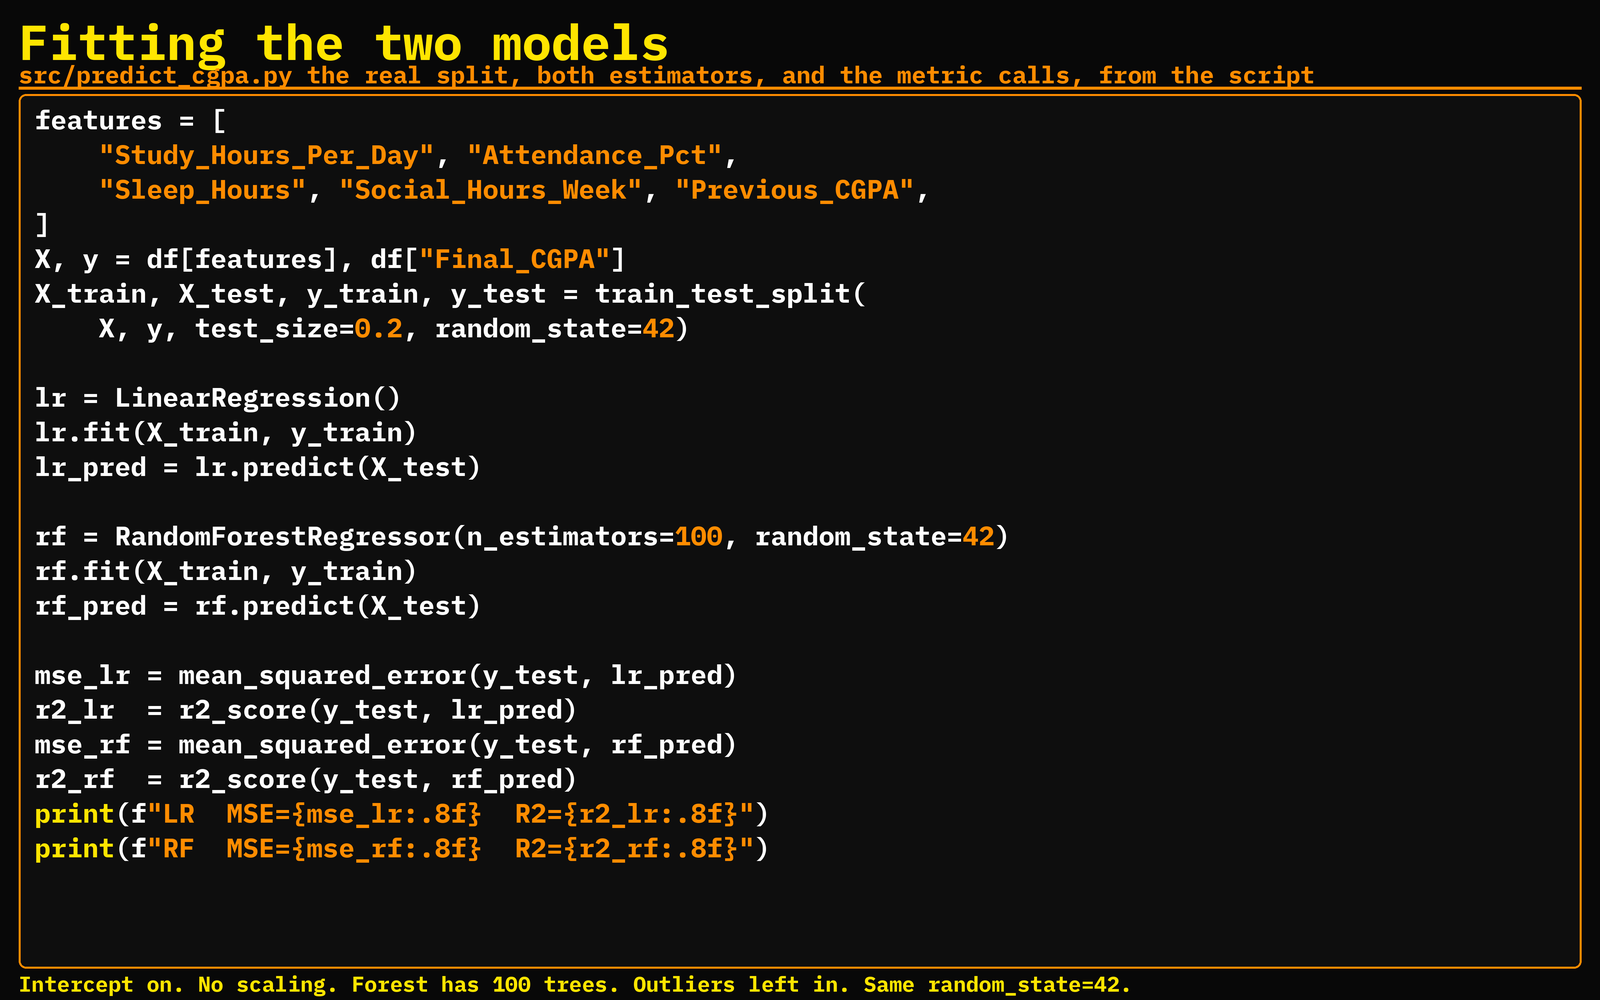 Fitting the two models
src/predict_cgpa.py the real split, both estimators, and the metric calls, from the script
features = [
    "Study_Hours_Per_Day", "Attendance_Pct",
    "Sleep_Hours", "Social_Hours_Week", "Previous_CGPA",
]
X, y = df[features], df["Final_CGPA"]
X_train, X_test, y_train, y_test = train_test_split(
    X, y, test_size=0.2, random_state=42)

lr = LinearRegression()
lr.fit(X_train, y_train)
lr_pred = lr.predict(X_test)

rf = RandomForestRegressor(n_estimators=100, random_state=42)
rf.fit(X_train, y_train)
rf_pred = rf.predict(X_test)

mse_lr = mean_squared_error(y_test, lr_pred)
r2_lr  = r2_score(y_test, lr_pred)
mse_rf = mean_squared_error(y_test, rf_pred)
r2_rf  = r2_score(y_test, rf_pred)
print(f"LR  MSE={mse_lr:.8f}  R2={r2_lr:.8f}")
print(f"RF  MSE={mse_rf:.8f}  R2={r2_rf:.8f}")
Intercept on. No scaling. Forest has 100 trees. Outliers left in. Same random_state=42.